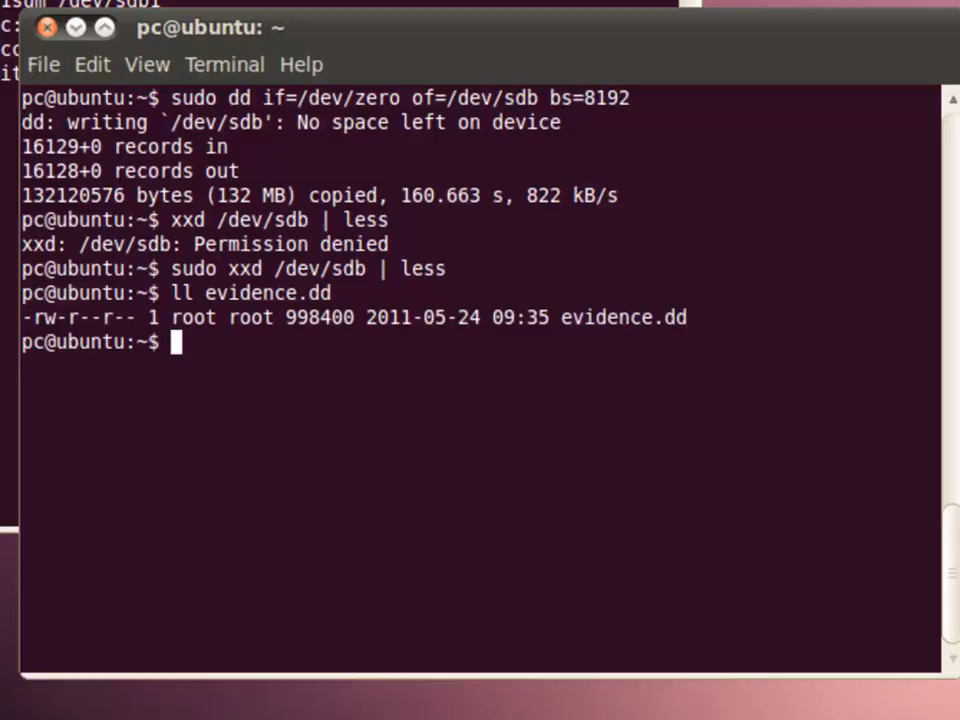 /dev/sdb1
pc@ubuntu: ~
File Edit View Terminal Help
pc@ubuntu:~$ sudo dd if=/dev/zero of=/dev/sdb bs=8192
dd: writing `/dev/sdb': No space left on device
16129+0 records in
16128+0 records out
132120576 bytes (132 MB) copied, 160.663 s, 822 kB/s
pc@ubuntu:~$ xxd /dev/sdb | less
xxd: /dev/sdb: Permission denied
pc@ubuntu:~$ sudo xxd /dev/sdb | less
pc@ubuntu:~$ ll evidence.dd
-rw-r--r-- 1 root root 998400 2011-05-24 09:35 evidence.dd
pc@ubuntu:~$